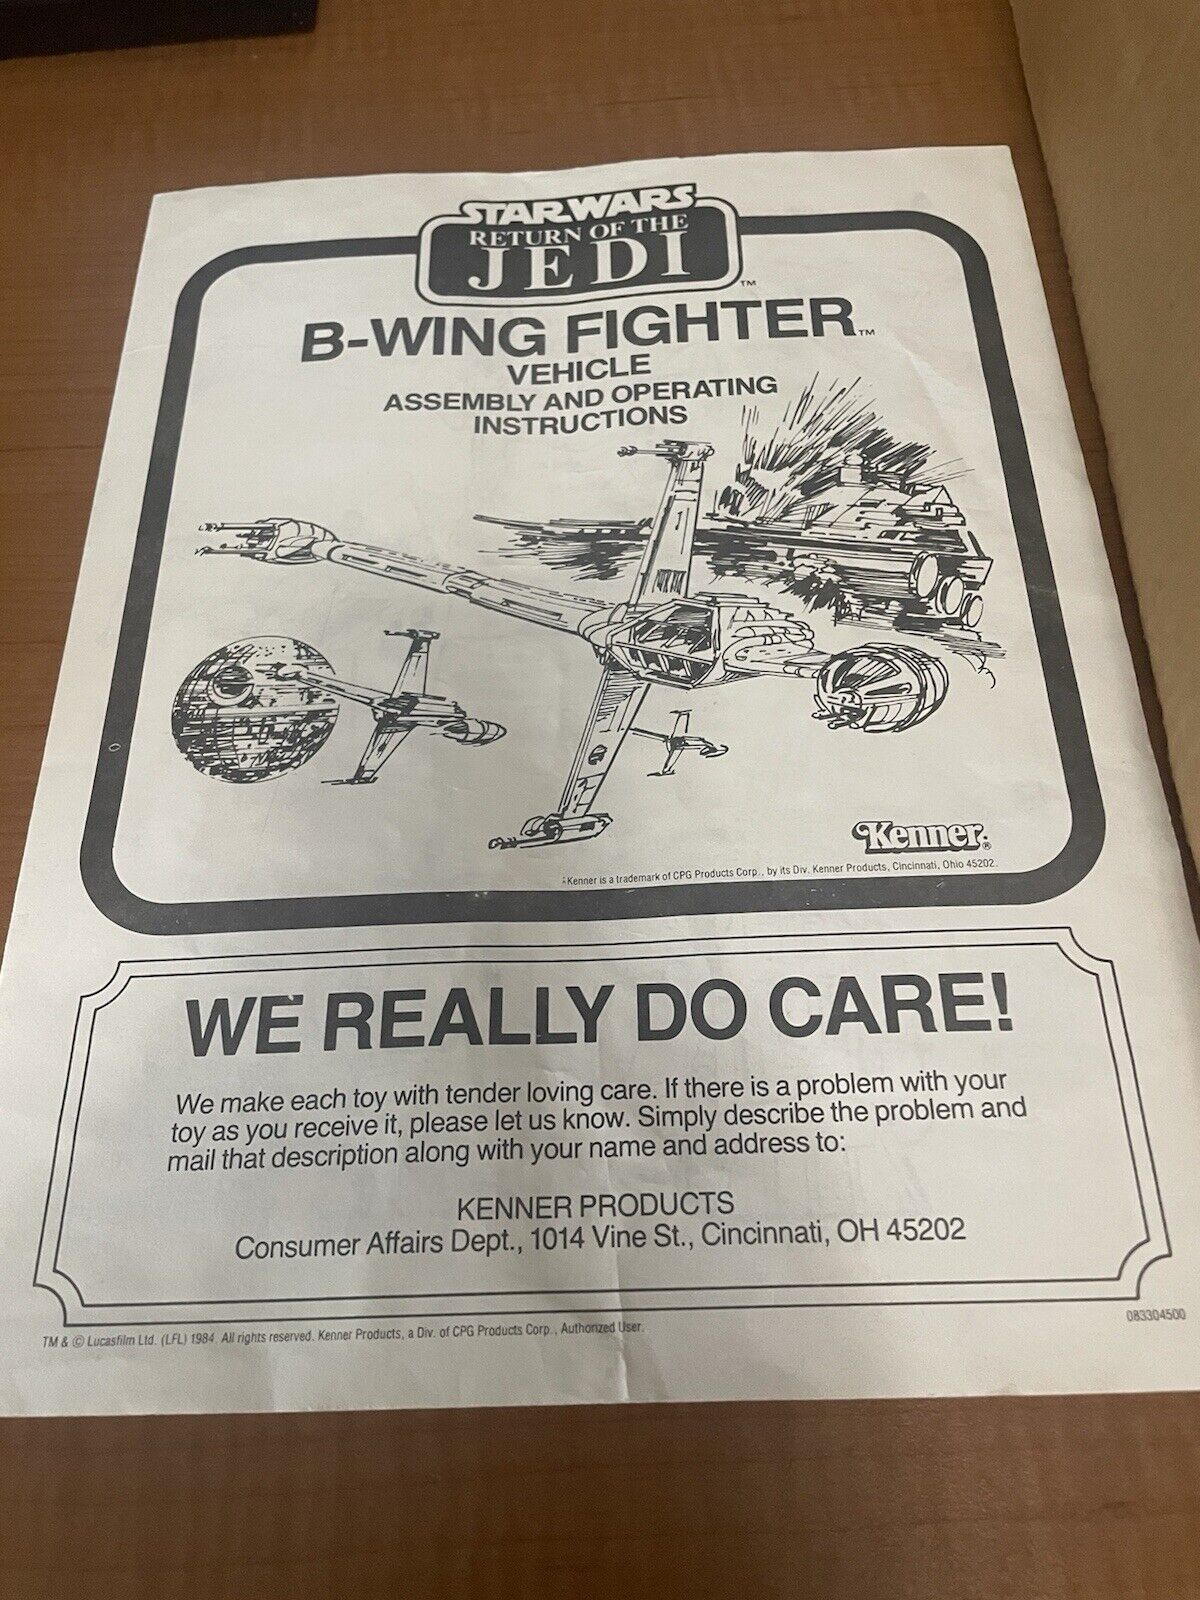 STAR WARS
RETURN OF THE
JEDI
™
B-WING FIGHTER™
VEHICLE
ASSEMBLY AND OPERATING
INSTRUCTIONS
Kenner®
Kenner is a trademark of CPG Products Corp., by its Div. Kenner Products, Cincinnati, Ohio 45202.
WE REALLY DO CARE!
We make each toy with tender loving care. If there is a problem with your
toy as you receive it, please let us know. Simply describe the problem and
mail that description along with your name and address to:
KENNER PRODUCTS
Consumer Affairs Dept., 1014 Vine St., Cincinnati, OH 45202
083304500
TM & © Lucasfilm Ltd. (LFL) 1984. All rights reserved. Kenner Products, a Div. of CPG Products Corp., Authorized User.